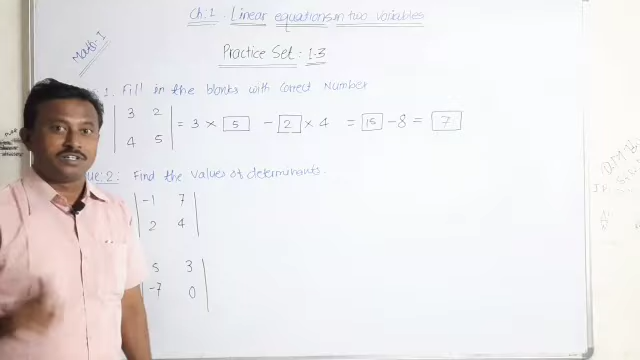 Ch.1. Linear equations in two variables
Math-I
Practice Set: 1.3
1. Fill in the blanks with correct Number
3 2
4 5
= 3 × 5 - 2 × 4 = 15 - 8 = 7
Que: 2 Find the values of determinants.
-1 7
2 4
5 3
-7 0